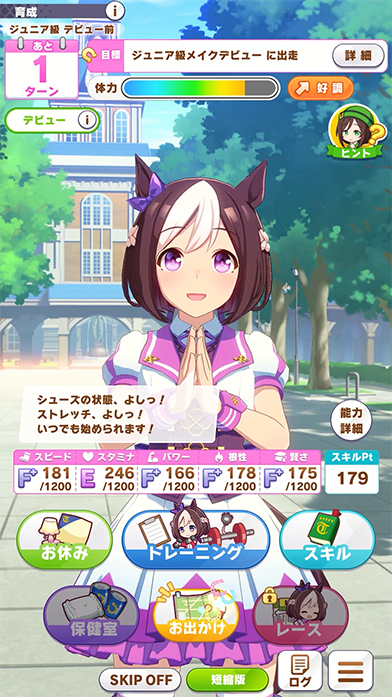 育成
ジュニア級 デビュー前
あと
1
ターン
目標
ジュニア級メイクデビュー に出走
詳細
体力
好調
デビュー
ヒント
シューズの状態、よしっ!
ストレッチ、よしっ!
いつでも始められます!
能力
詳細
スピード スタミナ パワー 根性 賢さ スキルPt
F+ 181 E 246 F+ 166 F+ 178 F+ 175 179
/1200 /1200 /1200 /1200 /1200
お休み トレーニング スキル
保健室 お出かけ レース
SKIP OFF 短縮版 ログ